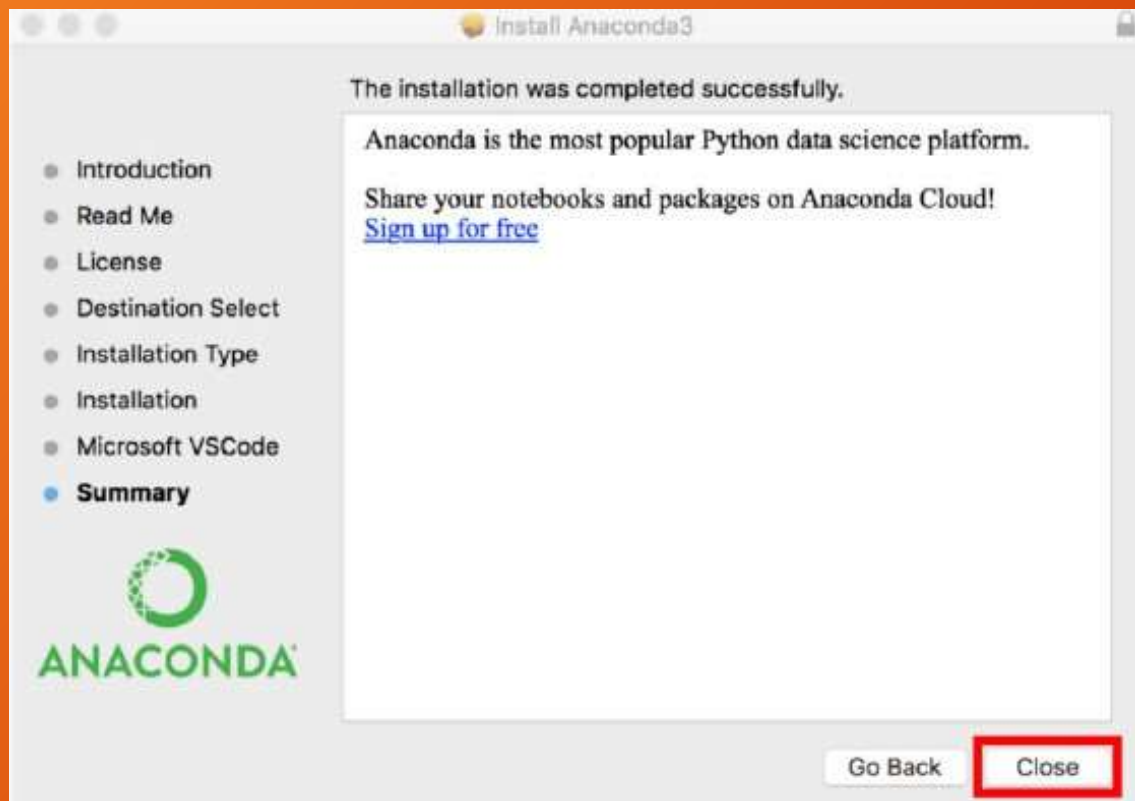 Install Anaconda3
The installation was completed successfully.
Introduction
Read Me
License
Destination Select
Installation Type
Installation
Microsoft VSCode
Summary
ANACONDA
Anaconda is the most popular Python data science platform.
Share your notebooks and packages on Anaconda Cloud!
Sign up for free
Go Back
Close